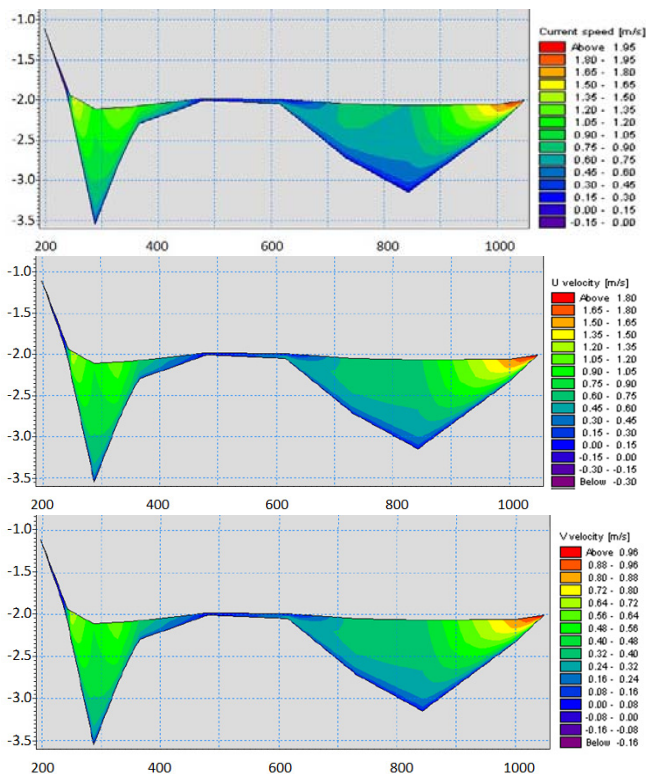 -1.0
-1.5
-2.0
-2.5
-3.0
-3.5
200 400 600 800 1000
Current speed [m/s]
Above 1.95
1.80 - 1.95
1.65 - 1.80
1.50 - 1.65
1.35 - 1.50
1.20 - 1.35
1.05 - 1.20
0.90 - 1.05
0.75 - 0.90
0.60 - 0.75
0.45 - 0.60
0.30 - 0.45
0.15 - 0.30
0.00 - 0.15
-0.15 - 0.00
-1.0
-1.5
-2.0
-2.5
-3.0
-3.5
200 400 600 800 1000
U velocity [m/s]
Above 1.80
1.65 - 1.80
1.50 - 1.65
1.35 - 1.50
1.20 - 1.35
1.05 - 1.20
0.90 - 1.05
0.75 - 0.90
0.60 - 0.75
0.45 - 0.60
0.30 - 0.45
0.15 - 0.30
0.00 - 0.15
-0.15 - 0.00
-0.30 - -0.15
Below -0.30
-1.0
-1.5
-2.0
-2.5
-3.0
-3.5
200 400 600 800 1000
V velocity [m/s]
Above 0.96
0.88 - 0.96
0.80 - 0.88
0.72 - 0.80
0.64 - 0.72
0.56 - 0.64
0.48 - 0.56
0.40 - 0.48
0.32 - 0.40
0.24 - 0.32
0.16 - 0.24
0.08 - 0.16
0.00 - 0.08
-0.08 - 0.00
-0.16 - -0.08
Below -0.16